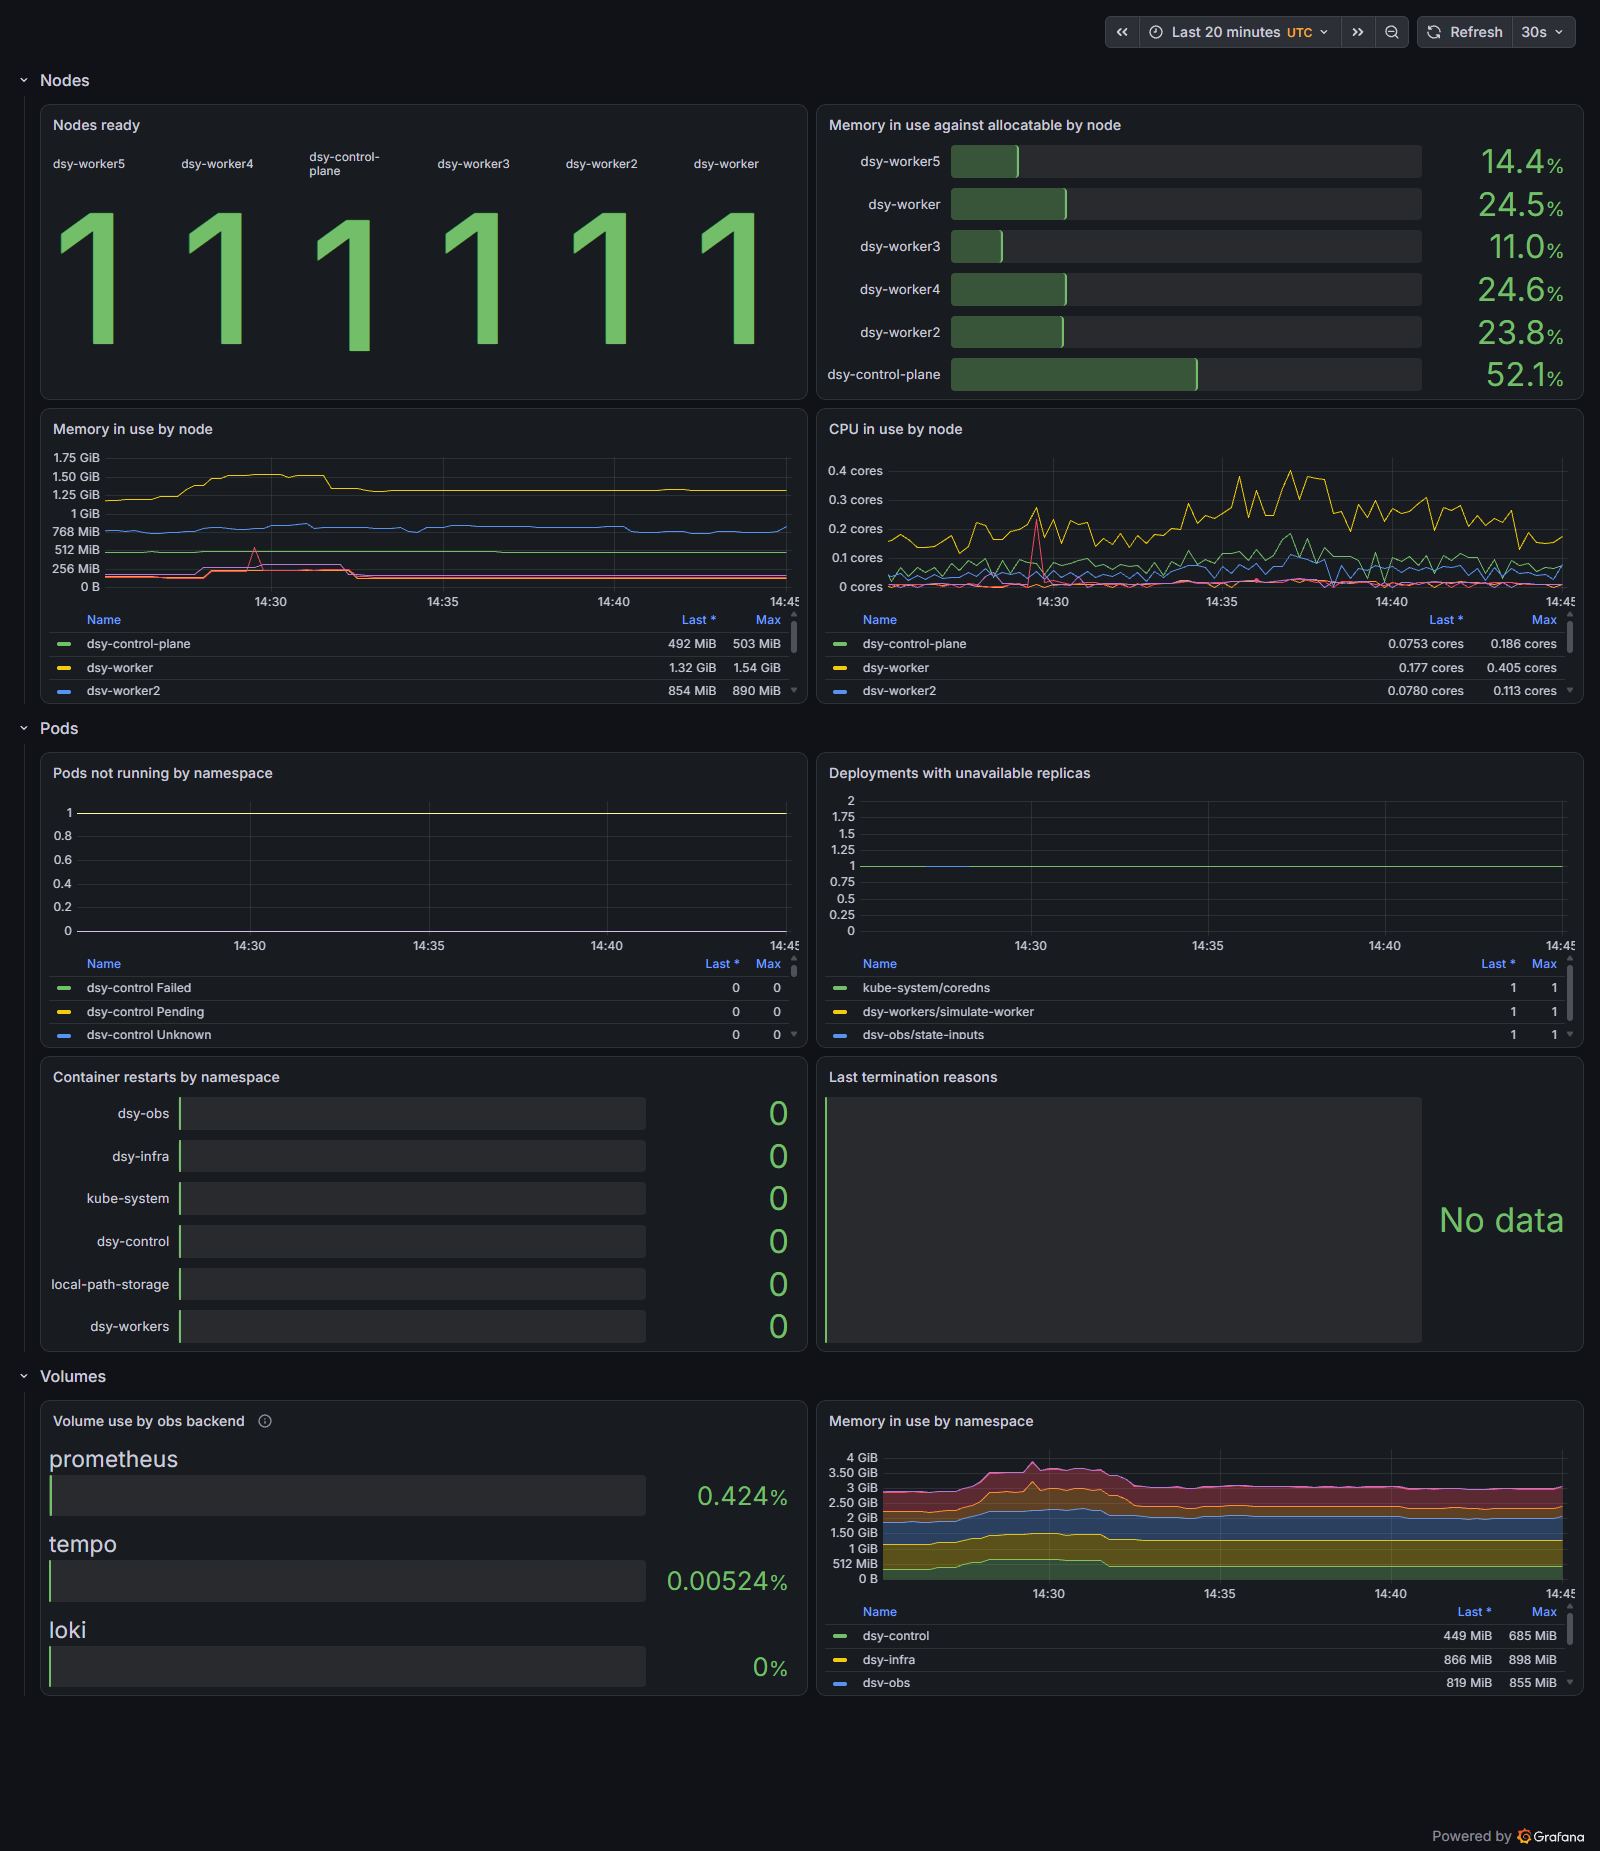 Last 20 minutes UTC
Refresh
30s
Nodes
Nodes ready
dsy-worker5
dsy-worker4
dsy-control-
plane
dsy-worker3
dsy-worker2
dsy-worker
1 1 1 1 1 1
Memory in use against allocatable by node
dsy-worker5 14.4%
dsy-worker 24.5%
dsy-worker3 11.0%
dsy-worker4 24.6%
dsy-worker2 23.8%
dsy-control-plane 52.1%
Memory in use by node
1.75 GiB
1.50 GiB
1.25 GiB
1 GiB
768 MiB
512 MiB
256 MiB
0 B
14:30 14:35 14:40 14:45
Name Last * Max
dsy-control-plane 492 MiB 503 MiB
dsy-worker 1.32 GiB 1.54 GiB
dsy-worker2 854 MiB 890 MiB
CPU in use by node
0.4 cores
0.3 cores
0.2 cores
0.1 cores
0 cores
14:30 14:35 14:40 14:45
Name Last * Max
dsy-control-plane 0.0753 cores 0.186 cores
dsy-worker 0.177 cores 0.405 cores
dsy-worker2 0.0780 cores 0.113 cores
Pods
Pods not running by namespace
1
0.8
0.6
0.4
0.2
0
14:30 14:35 14:40 14:45
Name Last * Max
dsy-control Failed 0 0
dsy-control Pending 0 0
dsy-control Unknown 0 0
Deployments with unavailable replicas
2
1.75
1.5
1.25
1
0.75
0.5
0.25
0
14:30 14:35 14:40 14:45
Name Last * Max
kube-system/coredns 1 1
dsy-workers/simulate-worker 1 1
dsy-obs/state-inputs 1 1
Container restarts by namespace
dsy-obs 0
dsy-infra 0
kube-system 0
dsy-control 0
local-path-storage 0
dsy-workers 0
Last termination reasons
No data
Volumes
Volume use by obs backend
prometheus
0.424%
tempo
0.00524%
loki
0%
Memory in use by namespace
4 GiB
3.50 GiB
3 GiB
2.50 GiB
2 GiB
1.50 GiB
1 GiB
512 MiB
0 B
14:30 14:35 14:40 14:45
Name Last * Max
dsy-control 449 MiB 685 MiB
dsy-infra 866 MiB 898 MiB
dsy-obs 819 MiB 855 MiB
Powered by Grafana